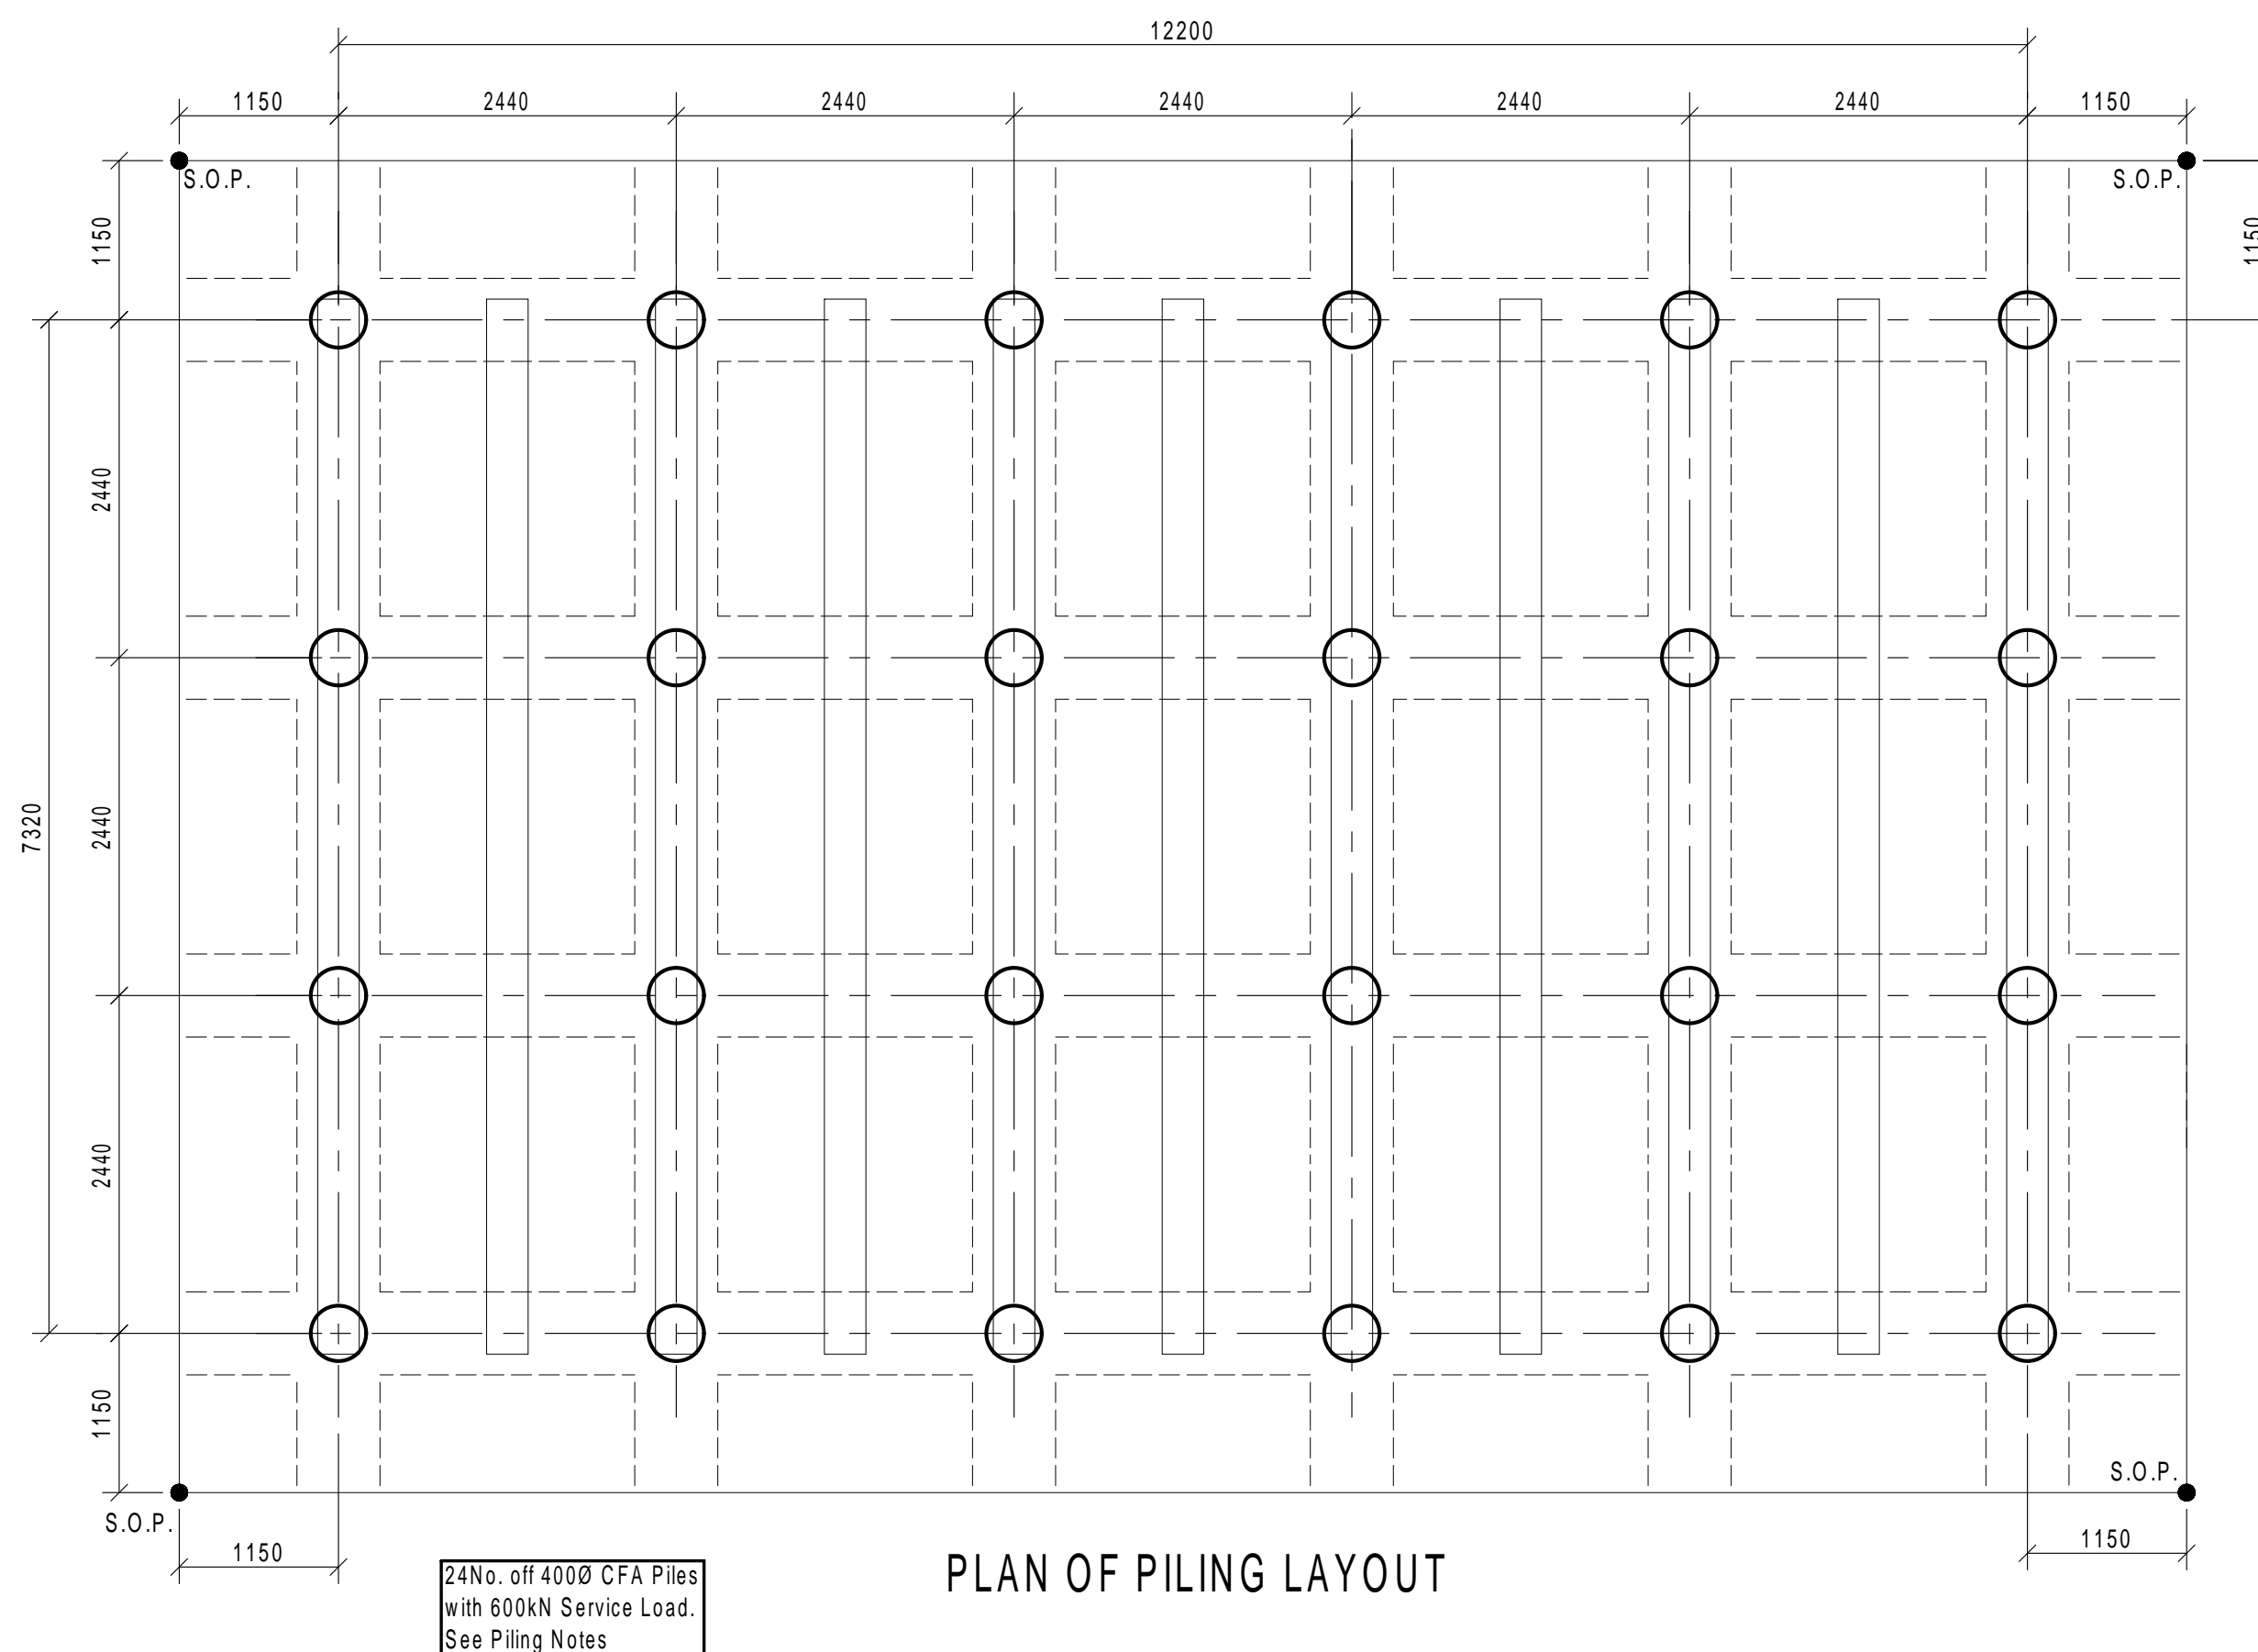 12200
1150 2440 2440 2440 2440 2440 1150
S.O.P. S.O.P.
1150 1150
2440
7320 2440
2440
1150
S.O.P.
S.O.P.
1150 1150
PLAN OF PILING LAYOUT
24No. off 400Ø CFA Piles
with 600kN Service Load.
See Piling Notes